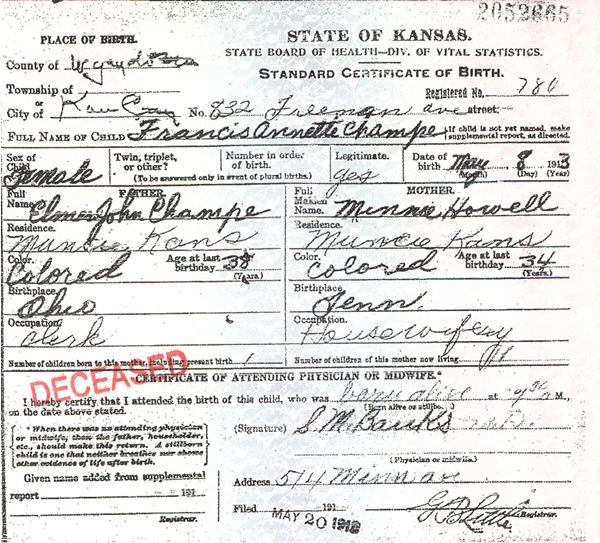 2052665
PLACE OF BIRTH.
STATE OF KANSAS.
STATE BOARD OF HEALTH—DIV. OF VITAL STATISTICS.
County of Wyandotte
STANDARD CERTIFICATE OF BIRTH.
Township of
Registered No. 780
or
City of Kan City No. 832 Freeman ave street.
FULL NAME OF CHILD Francis Annette Champe { If child is not yet named, make supplemental report, as directed.
Sex of Child Female
Twin, triplet, or other?
Number in order of birth.
(To be answered only in event of plural births.)
Legitimate. yes
Date of birth May 8 1913
(Month) (Day) (Year)
FATHER.
Full Name Elmer John Champe
MOTHER.
Full Maiden Name. Minnie Howell
Residence. Muncie Kans
Residence. Muncie Kans
Color. Colored
Age at last birthday 38 (Years.)
Color. Colored
Age at last birthday 34 (Years.)
Birthplace Ohio
Birthplace Tenn.
Occupation Clerk
Occupation. Housewifery
Number of children born to this mother, including present birth 1
Number of children of this mother now living
DECEASED
"CERTIFICATE OF ATTENDING PHYSICIAN OR MIDWIFE."
I hereby certify that I attended the birth of this child, who was born alive at M.,
(Born alive or stillborn.)
on the date above stated.
{ "When there was no attending physician
or midwife, then the father, householder,
etc., should make this return. A stillborn
child is one that neither breathes nor shows
other evidence of life after birth. }
(Signature) S M Banks
(Physician or midwife.)
Given name added from supplemental
report 191
Registrar.
Address 514 Minn ave
Filed 191
MAY 20 1913
Registrar.